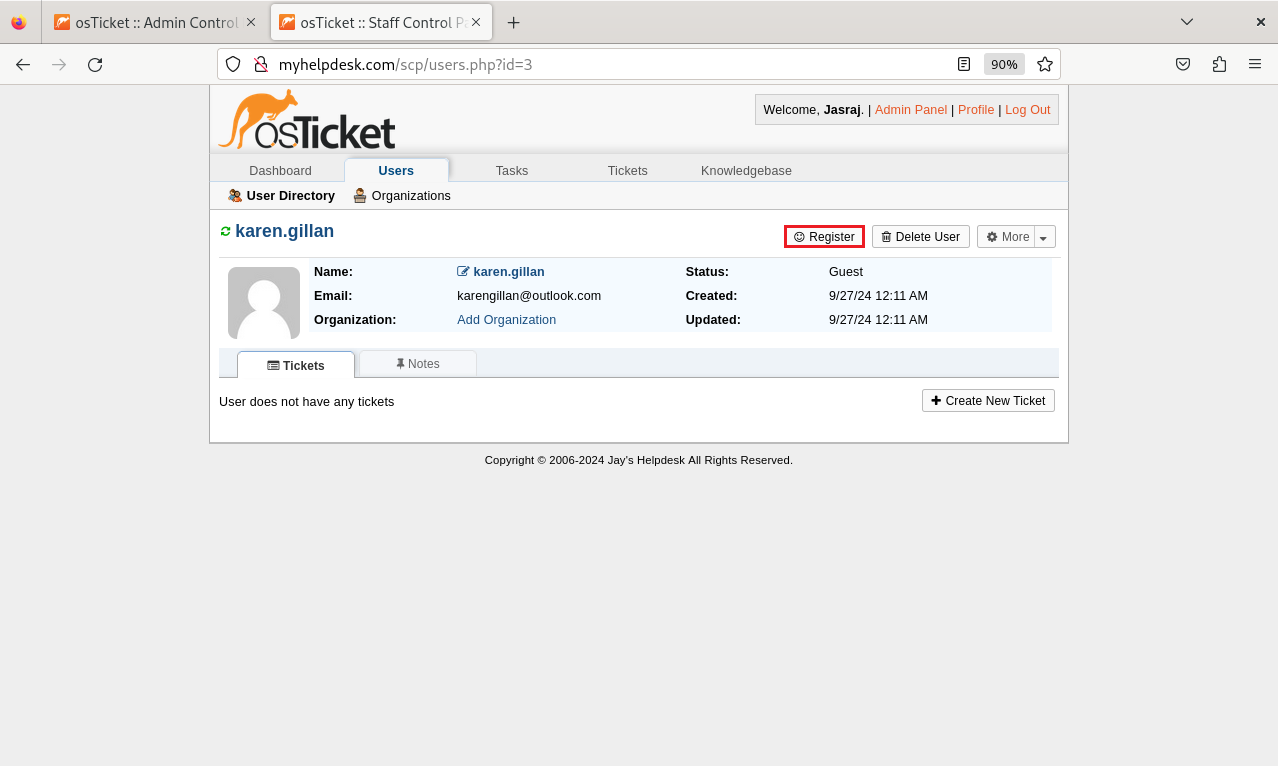 osTicket :: Admin Control
osTicket :: Staff Control P
myhelpdesk.com/scp/users.php?id=3
90%
osTicket
Welcome, Jasraj. | Admin Panel | Profile | Log Out
Dashboard Users Tasks Tickets Knowledgebase
User Directory Organizations
karen.gillan
Register Delete User More
Name: karen.gillan Status: Guest
Email: karengillan@outlook.com Created: 9/27/24 12:11 AM
Organization: Add Organization Updated: 9/27/24 12:11 AM
Tickets Notes
User does not have any tickets
Create New Ticket
Copyright © 2006-2024 Jay's Helpdesk All Rights Reserved.